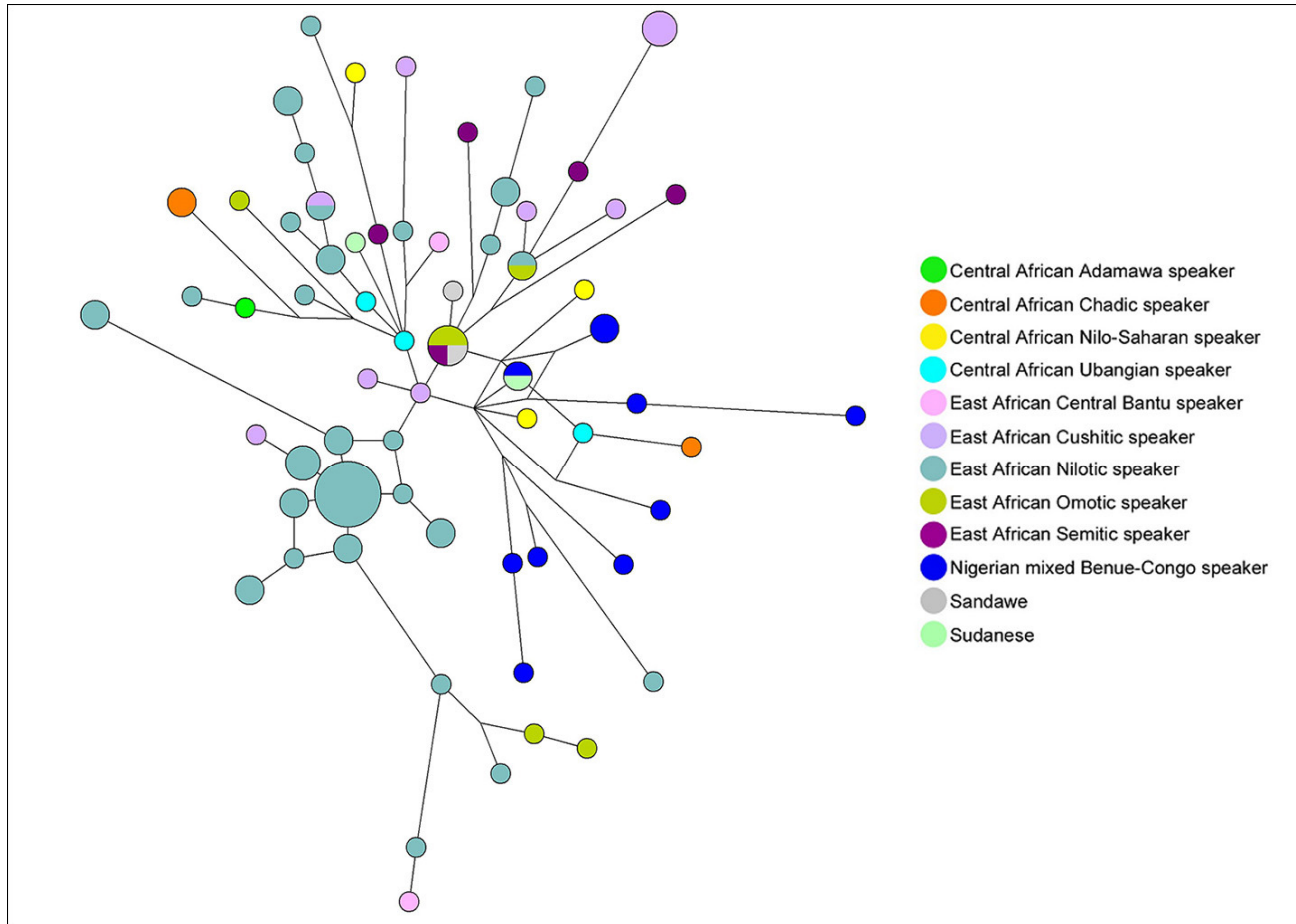 Central African Adamawa speaker
Central African Chadic speaker
Central African Nilo-Saharan speaker
Central African Ubangian speaker
East African Central Bantu speaker
East African Cushitic speaker
East African Nilotic speaker
East African Omotic speaker
East African Semitic speaker
Nigerian mixed Benue-Congo speaker
Sandawe
Sudanese